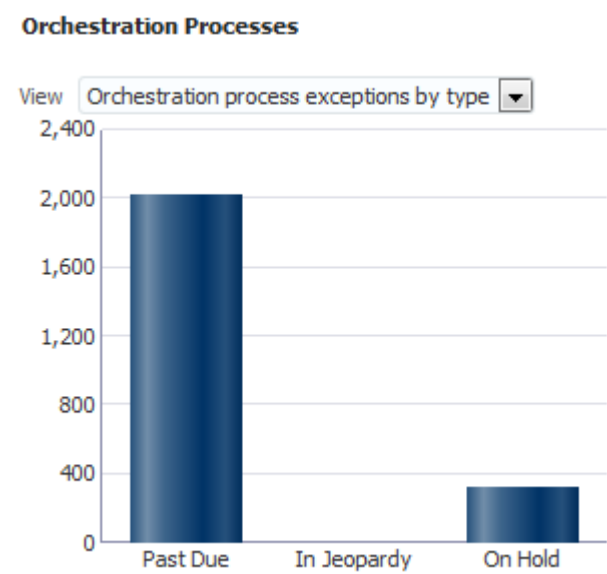 Orchestration Processes
View Orchestration process exceptions by type
2,400
2,000
1,600
1,200
800
400
0
Past Due In Jeopardy On Hold